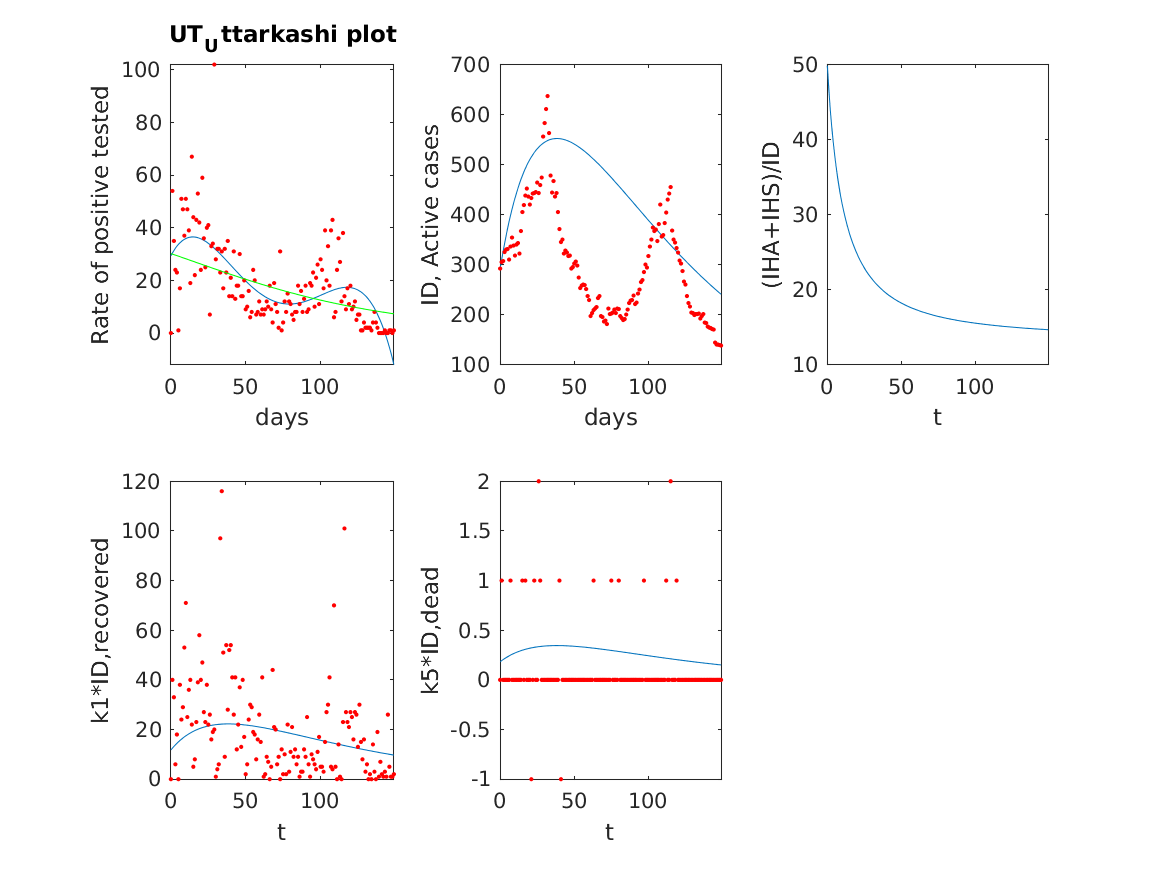 UT_Uttarkashi plot
Rate of positive tested
100
80
60
40
20
0
0 50 100
days
ID, Active cases
700
600
500
400
300
200
100
0 50 100
days
(IHA+IHS)/ID
50
40
30
20
10
0 50 100
t
k1*ID,recovered
120
100
80
60
40
20
0
0 50 100
t
k5*ID,dead
2
1.5
1
0.5
0
-0.5
-1
0 50 100
t